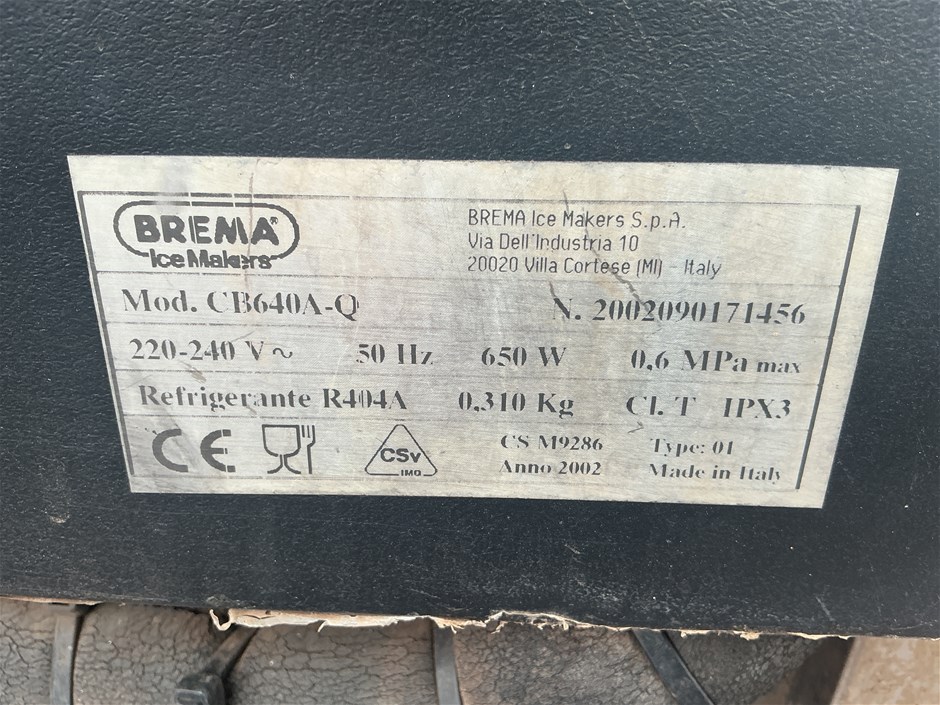 BREMA®
Ice Makers
BREMA Ice Makers S.p.A.
Via Dell'Industria 10
20020 Villa Cortese (MI) - Italy
Mod. CB640A-Q N. 2002090171456
220-240 V ~ 50 Hz 650 W 0,6 MPa max
Refrigerante R404A 0,310 Kg Cl. T IPX3
CE CSv IMQ
CS M9286 Type: 01
Anno 2002 Made in Italy